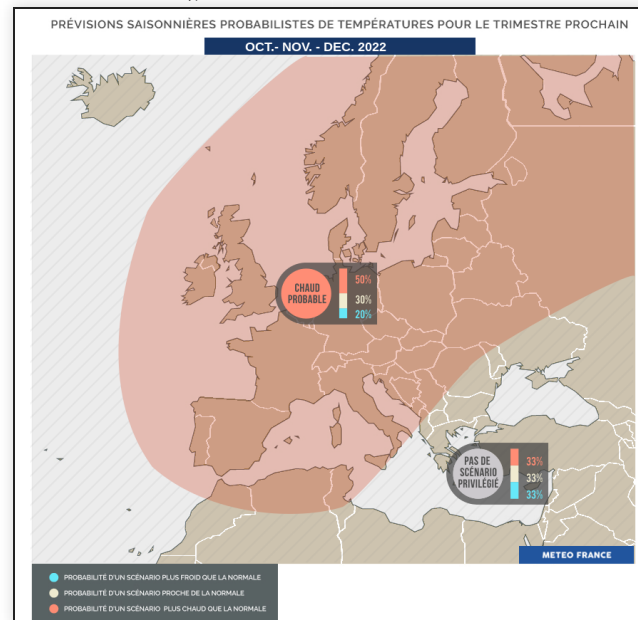 PRÉVISIONS SAISONNIÈRES PROBABILISTES DE TEMPÉRATURES POUR LE TRIMESTRE PROCHAIN
OCT.- NOV. - DEC. 2022
CHAUD
PROBABLE
50%
30%
20%
PAS DE
SCÉNARIO
PRIVILÉGIÉ
33%
33%
33%
METEO FRANCE
PROBABILITÉ D'UN SCÉNARIO PLUS FROID QUE LA NORMALE
PROBABILITÉ D'UN SCÉNARIO PROCHE DE LA NORMALE
PROBABILITÉ D'UN SCÉNARIO PLUS CHAUD QUE LA NORMALE